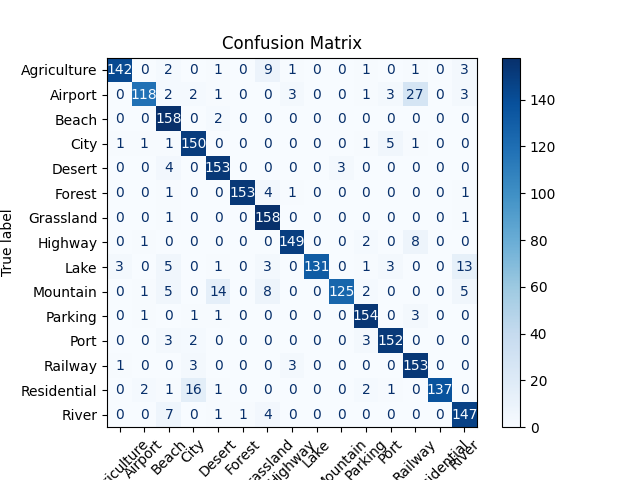 Confusion Matrix
Agriculture 142 0 2 0 1 0 9 1 0 0 1 0 1 0 3
Airport 0 118 2 2 1 0 0 3 0 0 1 3 27 0 3
Beach 0 0 158 0 2 0 0 0 0 0 0 0 0 0 0
City 1 1 1 150 0 0 0 0 0 0 1 5 1 0 0
Desert 0 0 4 0 153 0 0 0 0 3 0 0 0 0 0
Forest 0 0 1 0 0 153 4 1 0 0 0 0 0 0 1
Grassland 0 0 1 0 0 0 158 0 0 0 0 0 0 0 1
Highway 0 1 0 0 0 0 0 149 0 0 2 0 8 0 0
Lake 3 0 5 0 1 0 3 0 131 0 1 3 0 0 13
Mountain 0 1 5 0 14 0 8 0 0 125 2 0 0 0 5
Parking 0 1 0 1 1 0 0 0 0 0 154 0 3 0 0
Port 0 0 3 2 0 0 0 0 0 0 3 152 0 0 0
Railway 1 0 0 3 0 0 0 3 0 0 0 0 153 0 0
Residential 0 2 1 16 1 0 0 0 0 0 2 1 0 137 0
River 0 0 7 0 1 1 4 0 0 0 0 0 0 0 147
True label
riculture Airport Beach City Desert Forest assland Highway Lake ountain Parking Port Railway idential River
140
120
100
80
60
40
20
0